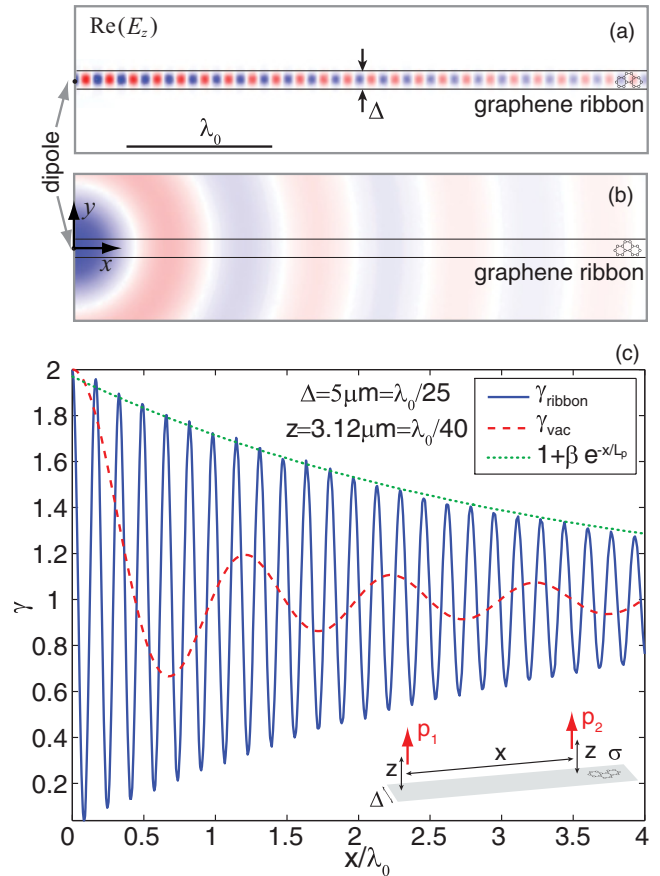 Re(E_z)
(a)
Δ
graphene ribbon
λ_0
dipole
(b)
y
x
graphene ribbon
(c)
Δ=5μm=λ_0/25
z=3.12μm=λ_0/40
γ_ribbon
γ_vac
1+β e^{-x/L_p}
2
1.8
1.6
1.4
1.2
1
0.8
0.6
0.4
0.2
γ
p_1
p_2
x
z
z
σ
Δ
0
0.5
1
1.5
2
2.5
3
3.5
4
x/λ_0